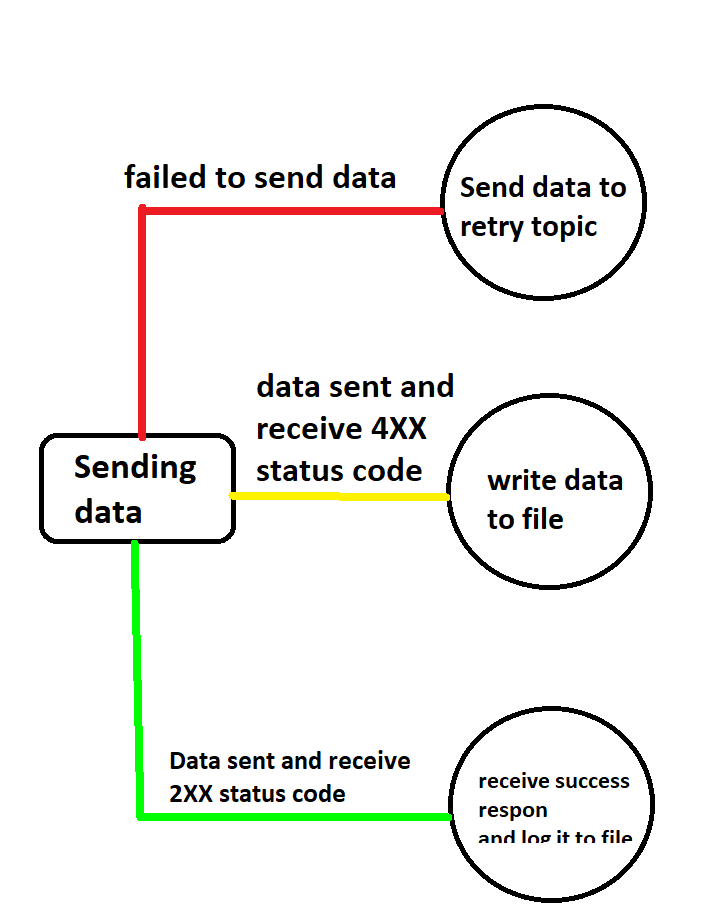 failed to send data
Send data to
retry topic
data sent and
receive 4XX
status code
Sending
data
write data
to file
Data sent and receive
2XX status code
receive success
respon
and log it to file